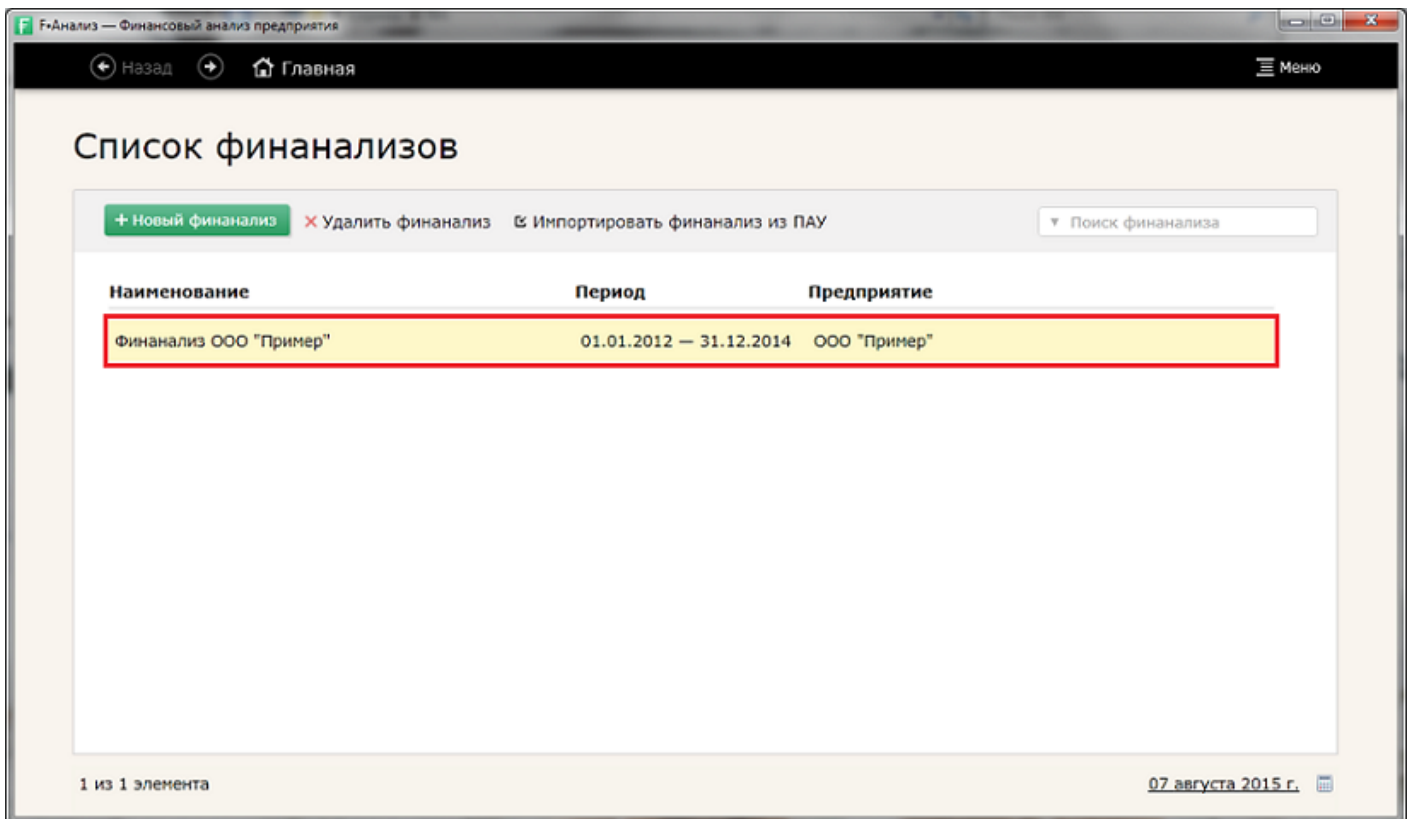 F•Анализ — Финансовый анализ предприятия
Назад Главная Меню
Список финанализов
+ Новый финанализ Удалить финанализ Импортировать финанализ из ПАУ Поиск финанализа
Наименование Период Предприятие
Финанализ ООО "Пример" 01.01.2012 — 31.12.2014 ООО "Пример"
1 из 1 элемента 07 августа 2015 г.